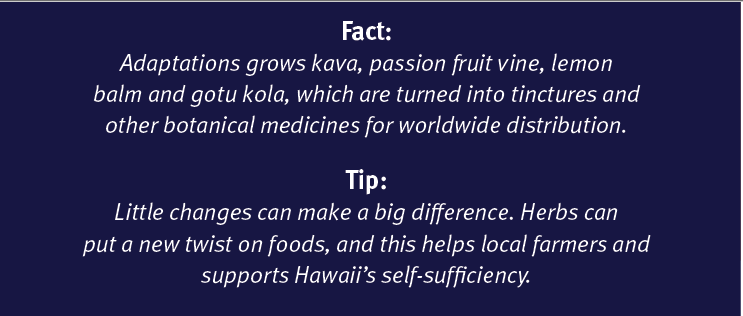 Fact:
Adaptations grows kava, passion fruit vine, lemon
balm and gotu kola, which are turned into tinctures and
other botanical medicines for worldwide distribution.
Tip:
Little changes can make a big difference. Herbs can
put a new twist on foods, and this helps local farmers and
supports Hawaii’s self-sufficiency.